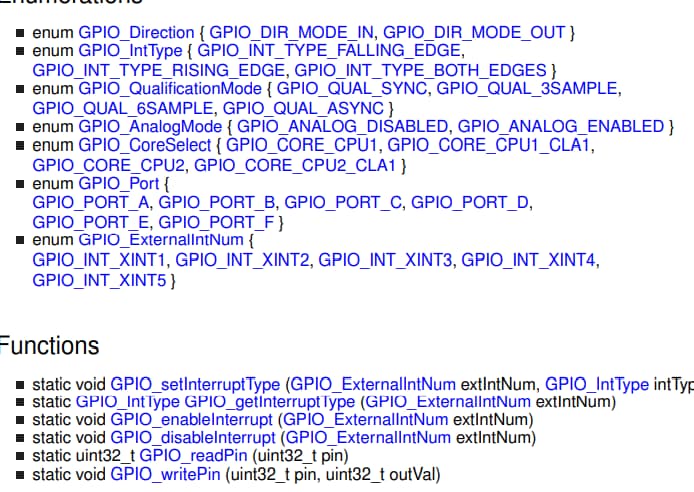 Enumerations
■ enum GPIO_Direction { GPIO_DIR_MODE_IN, GPIO_DIR_MODE_OUT }
■ enum GPIO_IntType { GPIO_INT_TYPE_FALLING_EDGE,
GPIO_INT_TYPE_RISING_EDGE, GPIO_INT_TYPE_BOTH_EDGES }
■ enum GPIO_QualificationMode { GPIO_QUAL_SYNC, GPIO_QUAL_3SAMPLE,
GPIO_QUAL_6SAMPLE, GPIO_QUAL_ASYNC }
■ enum GPIO_AnalogMode { GPIO_ANALOG_DISABLED, GPIO_ANALOG_ENABLED }
■ enum GPIO_CoreSelect { GPIO_CORE_CPU1, GPIO_CORE_CPU1_CLA1,
GPIO_CORE_CPU2, GPIO_CORE_CPU2_CLA1 }
■ enum GPIO_Port {
GPIO_PORT_A, GPIO_PORT_B, GPIO_PORT_C, GPIO_PORT_D,
GPIO_PORT_E, GPIO_PORT_F }
■ enum GPIO_ExternalIntNum {
GPIO_INT_XINT1, GPIO_INT_XINT2, GPIO_INT_XINT3, GPIO_INT_XINT4,
GPIO_INT_XINT5 }
Functions
■ static void GPIO_setInterruptType (GPIO_ExternalIntNum extIntNum, GPIO_IntType intTyp
■ static GPIO_IntType GPIO_getInterruptType (GPIO_ExternalIntNum extIntNum)
■ static void GPIO_enableInterrupt (GPIO_ExternalIntNum extIntNum)
■ static void GPIO_disableInterrupt (GPIO_ExternalIntNum extIntNum)
■ static uint32_t GPIO_readPin (uint32_t pin)
■ static void GPIO_writePin (uint32_t pin, uint32_t outVal)